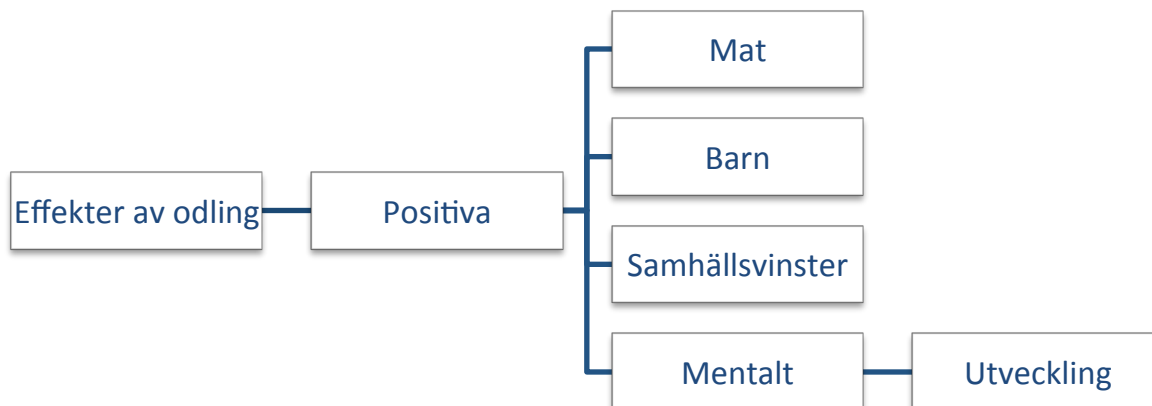 Effekter av odling
Positiva
Mat
Barn
Samhällsvinster
Mentalt
Utveckling